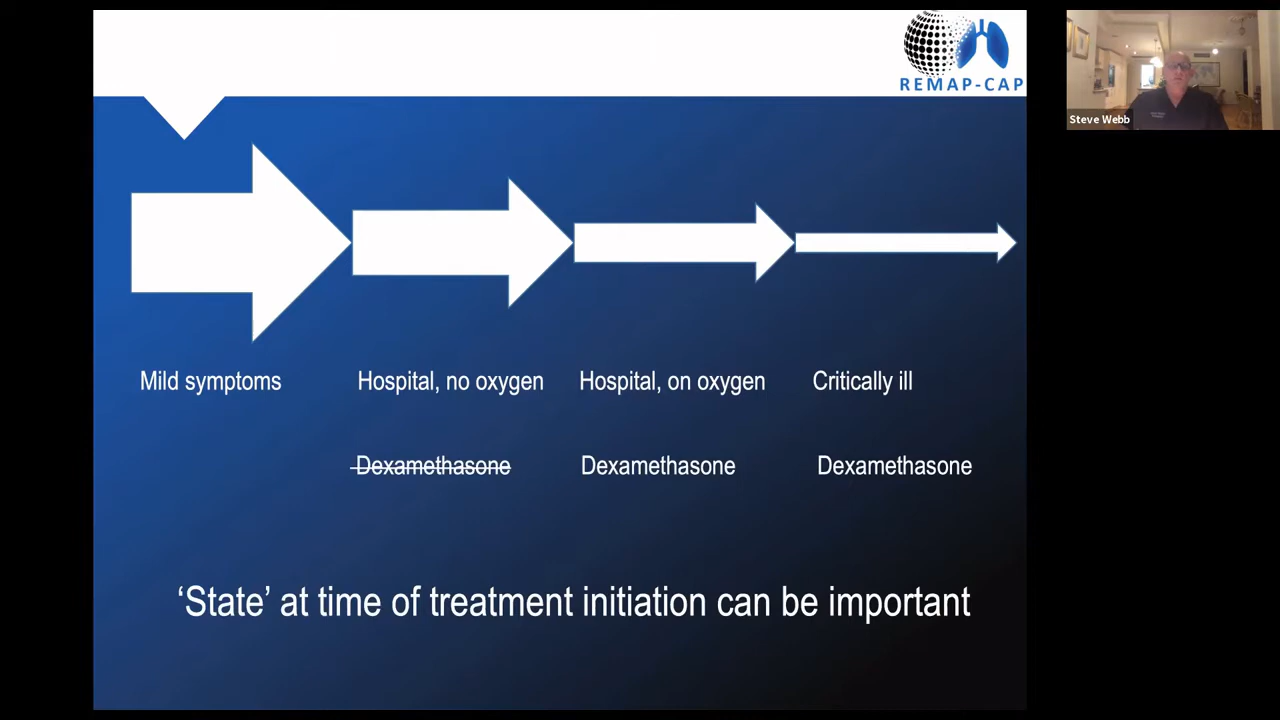 REMAP-CAP
Steve Webb
Mild symptoms
Hospital, no oxygen
Hospital, on oxygen
Critically ill
Dexamethasone
Dexamethasone
Dexamethasone
‘State’ at time of treatment initiation can be important